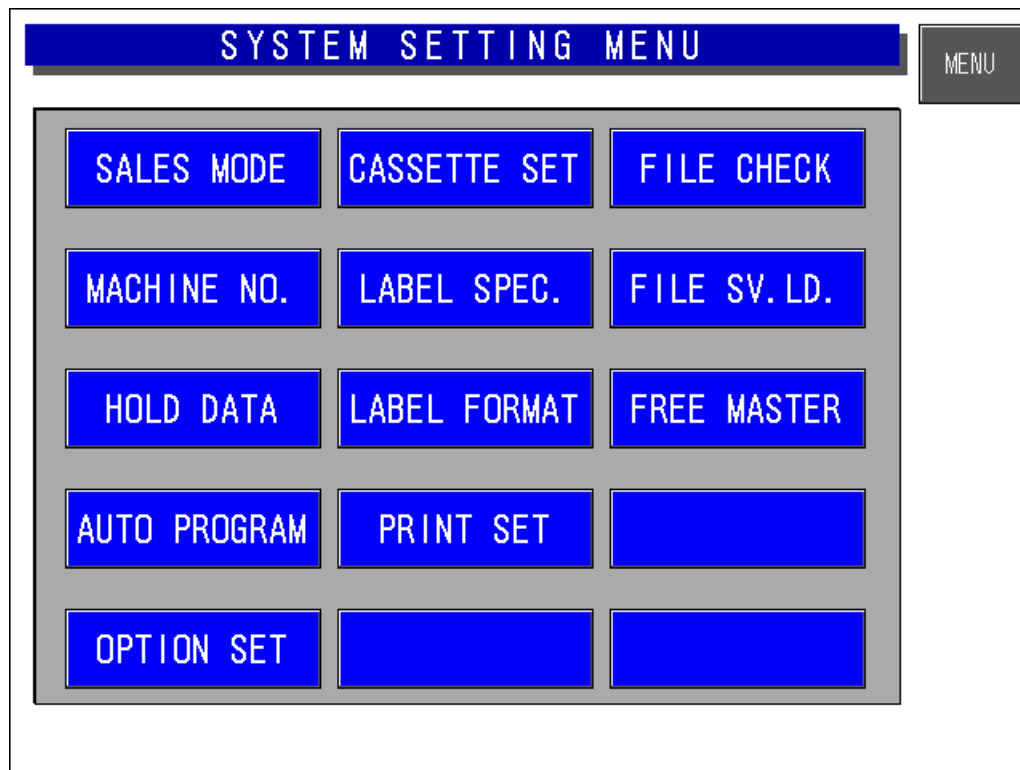 SYSTEM SETTING MENU
MENU
SALES MODE CASSETTE SET FILE CHECK
MACHINE NO. LABEL SPEC. FILE SV.LD.
HOLD DATA LABEL FORMAT FREE MASTER
AUTO PROGRAM PRINT SET
OPTION SET